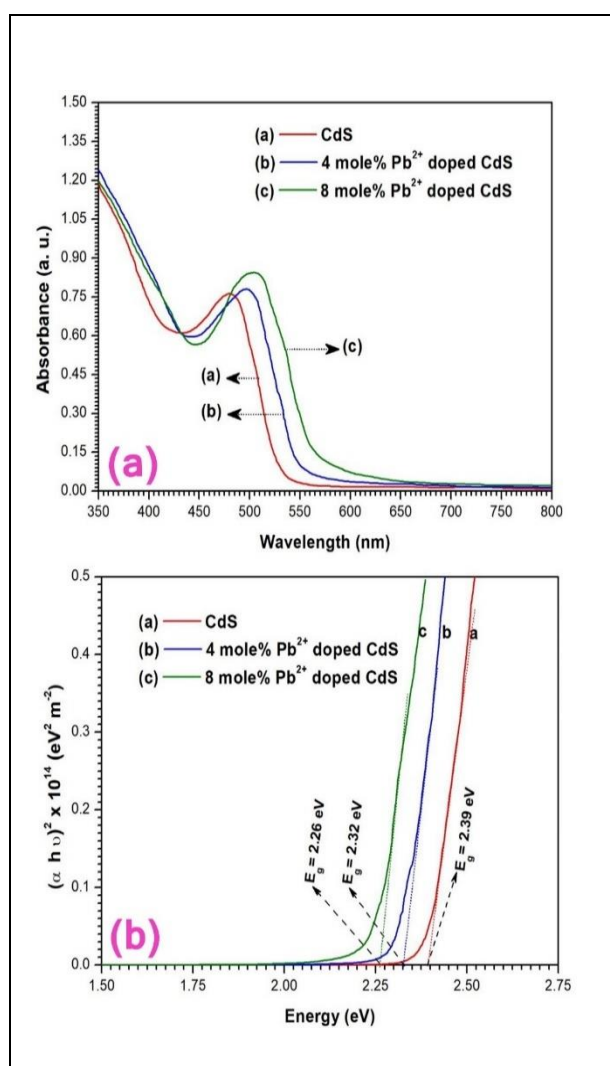 1.50
1.35
1.20
1.05
0.90
0.75
0.60
0.45
0.30
0.15
0.00
Absorbance (a. u.)
(a) CdS
(b) 4 mole% Pb²⁺ doped CdS
(c) 8 mole% Pb²⁺ doped CdS
(c)
(a)
(b)
(a)
350 400 450 500 550 600 650 700 750 800
Wavelength (nm)
0.5
0.4
0.3
0.2
0.1
0.0
(α h υ)² x 10¹⁴ (eV² m⁻²)
(a) CdS
(b) 4 mole% Pb²⁺ doped CdS
(c) 8 mole% Pb²⁺ doped CdS
c b a
E_g = 2.26 eV
E_g = 2.32 eV
E_g = 2.39 eV
(b)
1.50 1.75 2.00 2.25 2.50 2.75
Energy (eV)